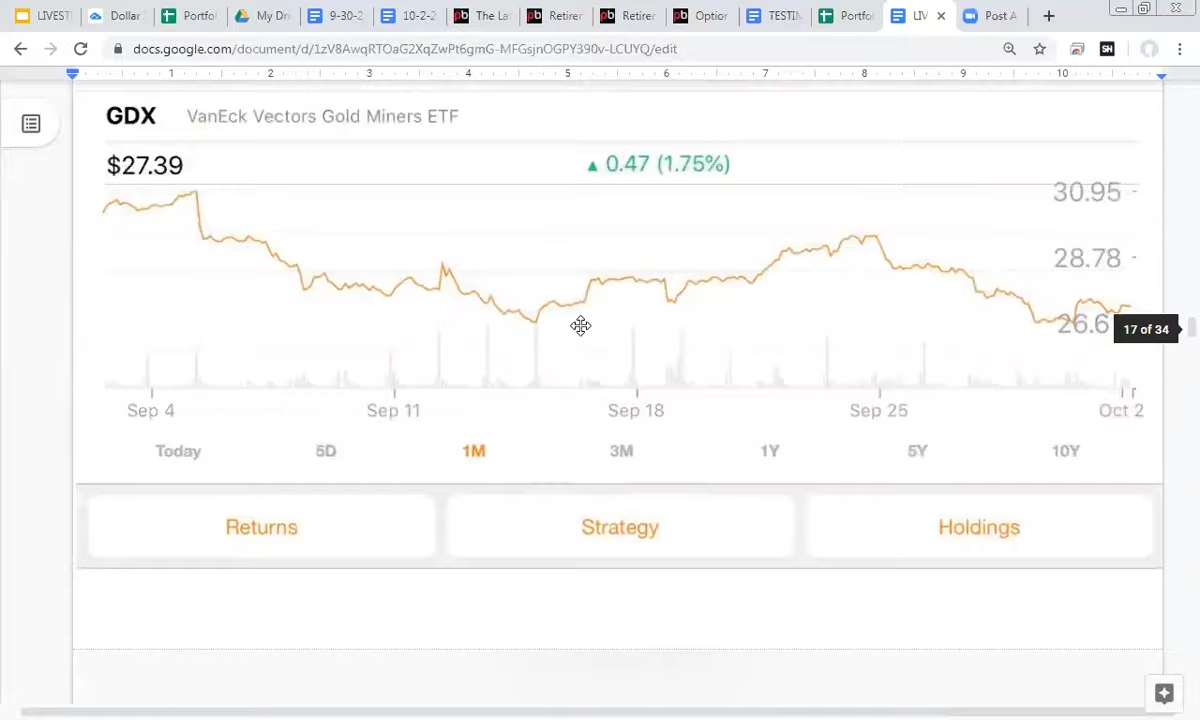 LIVEST
Dollar
Portfo
My Dri
9-30-2
10-2-2
The La
Retirer
Retirer
Option
TESTIN
Portfo
LIV
Post A
docs.google.com/document/d/1zV8AwqRTOaG2XqZwPt6gmG-MFGsjnOGPY390v-LCUYQ/edit
1 2 3 4 5 6 7 8 9 10
GDX VanEck Vectors Gold Miners ETF
$27.39 ▲ 0.47 (1.75%)
30.95
28.78
26.6
17 of 34
Sep 4 Sep 11 Sep 18 Sep 25 Oct 2
Today 5D 1M 3M 1Y 5Y 10Y
Returns Strategy Holdings